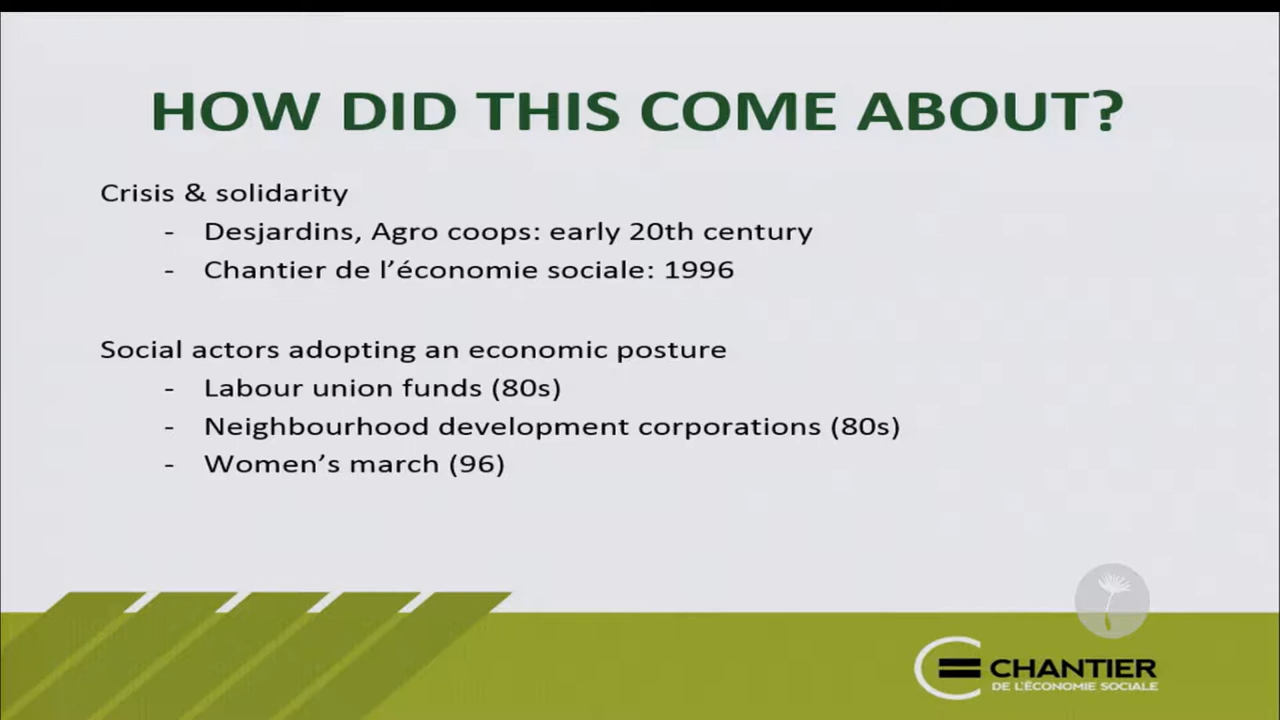 HOW DID THIS COME ABOUT?
Crisis & solidarity
- Desjardins, Agro coops: early 20th century
- Chantier de l’économie sociale: 1996
Social actors adopting an economic posture
- Labour union funds (80s)
- Neighbourhood development corporations (80s)
- Women’s march (96)
CHANTIER
DE L’ÉCONOMIE SOCIALE